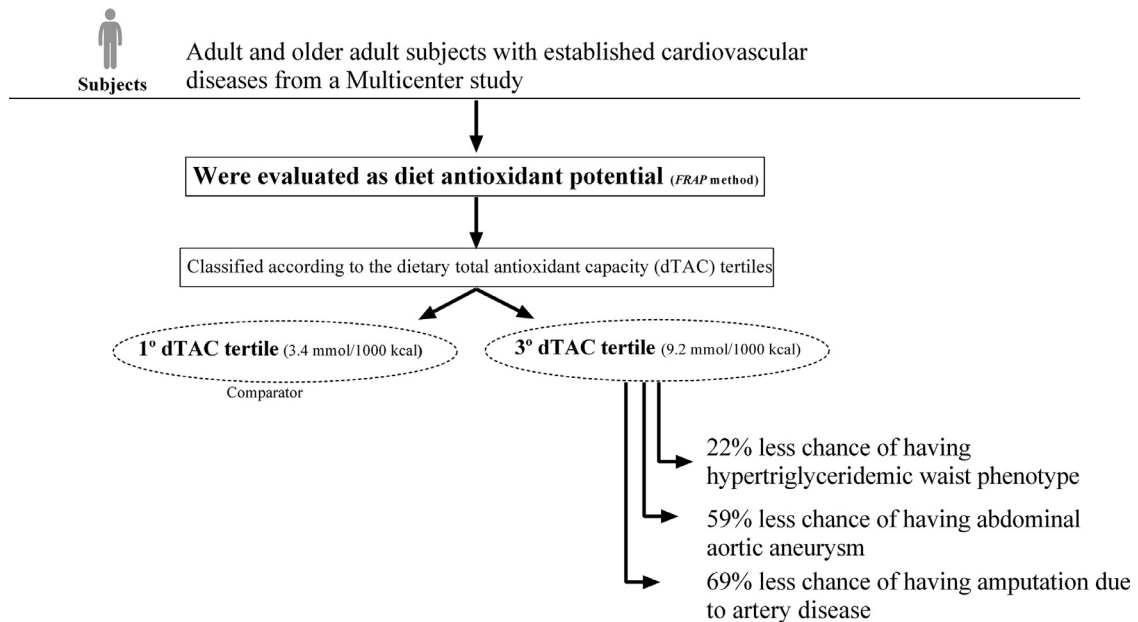 Adult and older adult subjects with established cardiovascular
diseases from a Multicenter study
Subjects
Were evaluated as diet antioxidant potential (FRAP method)
Classified according to the dietary total antioxidant capacity (dTAC) tertiles
1º dTAC tertile (3.4 mmol/1000 kcal)
3º dTAC tertile (9.2 mmol/1000 kcal)
Comparator
22% less chance of having
hypertriglyceridemic waist phenotype
59% less chance of having abdominal
aortic aneurysm
69% less chance of having amputation due
to artery disease